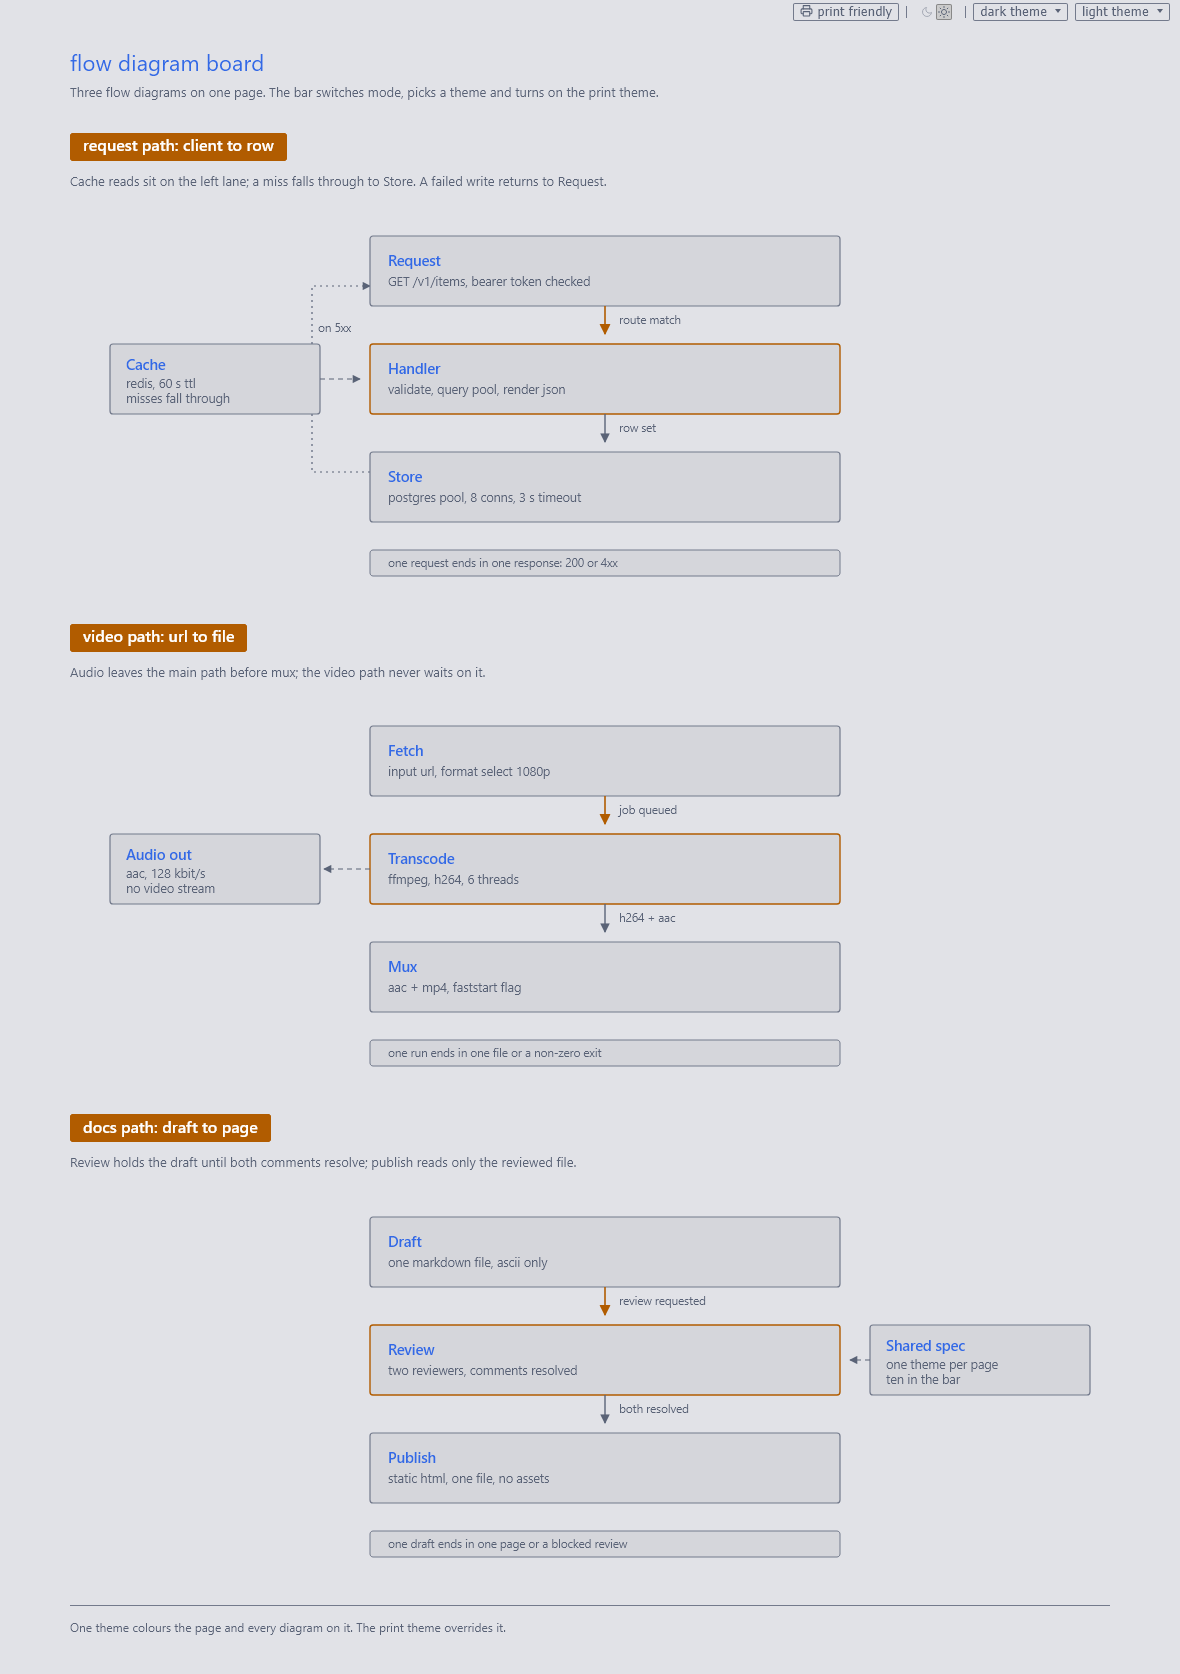 print friendly
dark theme
light theme
flow diagram board
Three flow diagrams on one page. The bar switches mode, picks a theme and turns on the print theme.
request path: client to row
Cache reads sit on the left lane; a miss falls through to Store. A failed write returns to Request.
Request
GET /v1/items, bearer token checked
route match
on 5xx
Cache
redis, 60 s ttl
misses fall through
Handler
validate, query pool, render json
row set
Store
postgres pool, 8 conns, 3 s timeout
one request ends in one response: 200 or 4xx
video path: url to file
Audio leaves the main path before mux; the video path never waits on it.
Fetch
input url, format select 1080p
job queued
Audio out
aac, 128 kbit/s
no video stream
Transcode
ffmpeg, h264, 6 threads
h264 + aac
Mux
aac + mp4, faststart flag
one run ends in one file or a non-zero exit
docs path: draft to page
Review holds the draft until both comments resolve; publish reads only the reviewed file.
Draft
one markdown file, ascii only
review requested
Review
two reviewers, comments resolved
Shared spec
one theme per page
ten in the bar
both resolved
Publish
static html, one file, no assets
one draft ends in one page or a blocked review
One theme colours the page and every diagram on it. The print theme overrides it.